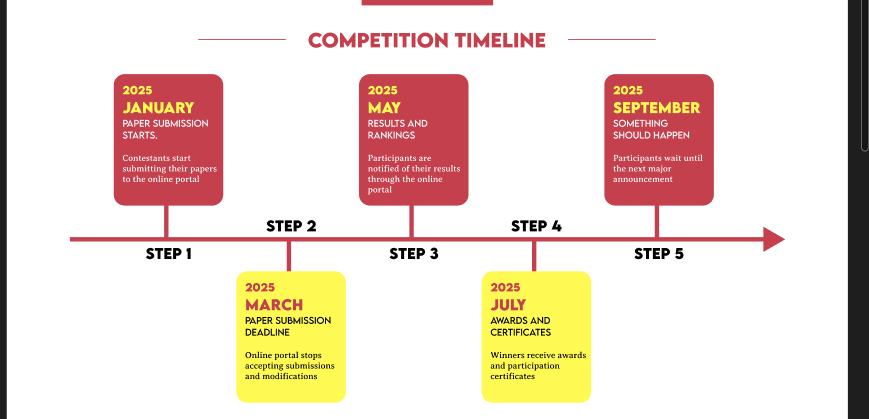 COMPETITION TIMELINE
2025
JANUARY
PAPER SUBMISSION
STARTS.
Contestants start
submitting their papers
to the online portal
2025
MAY
RESULTS AND
RANKINGS
Participants are
notified of their results
through the online
portal
2025
SEPTEMBER
SOMETHING
SHOULD HAPPEN
Participants wait until
the next major
announcement
STEP 2
STEP 4
STEP 1
STEP 3
STEP 5
2025
MARCH
PAPER SUBMISSION
DEADLINE
Online portal stops
accepting submissions
and modifications
2025
JULY
AWARDS AND
CERTIFICATES
Winners receive awards
and participation
certificates